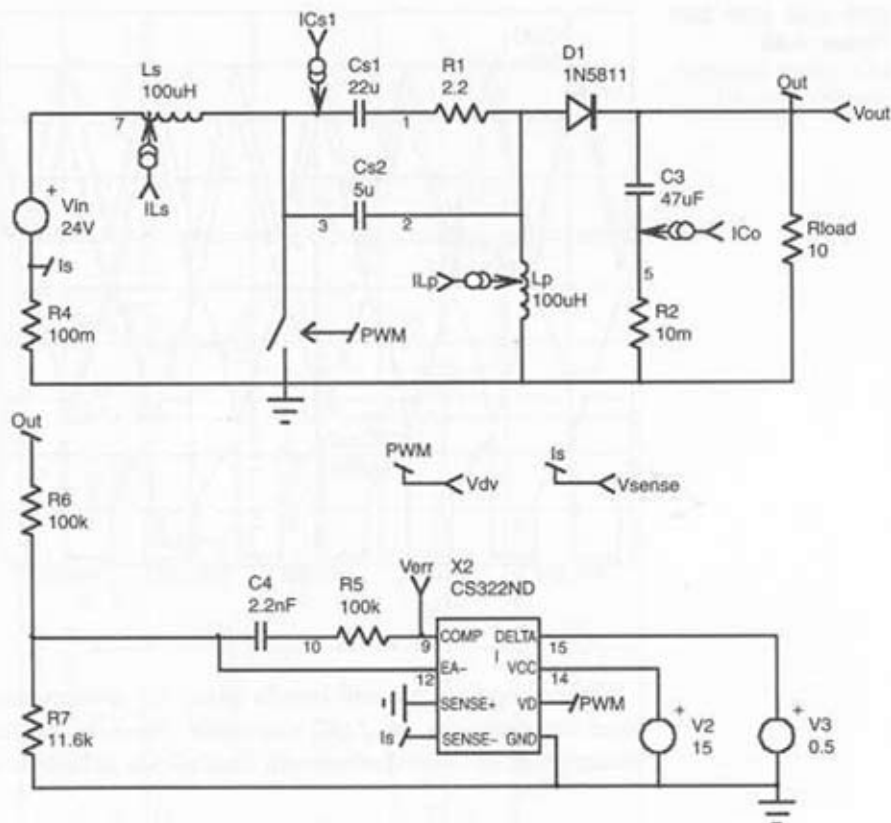 ICs1
Ls
100uH
Cs1
22u
R1
2.2
D1
1N5811
Out
Vout
7
1
ILs
Cs2
5u
3
2
C3
47uF
ICo
Vin
24V
+
Is
R4
100m
PWM
ILp
Lp
100uH
5
R2
10m
Rload
10
Out
PWM
Vdv
Is
Vsense
R6
100k
Verr
X2
CS322ND
C4
2.2nF
R5
100k
10
9
COMP
DELTA
15
I
12
EA−
VCC
14
SENSE+
VD
PWM
Is
SENSE−
GND
R7
11.6k
+
V2
15
+
V3
0.5